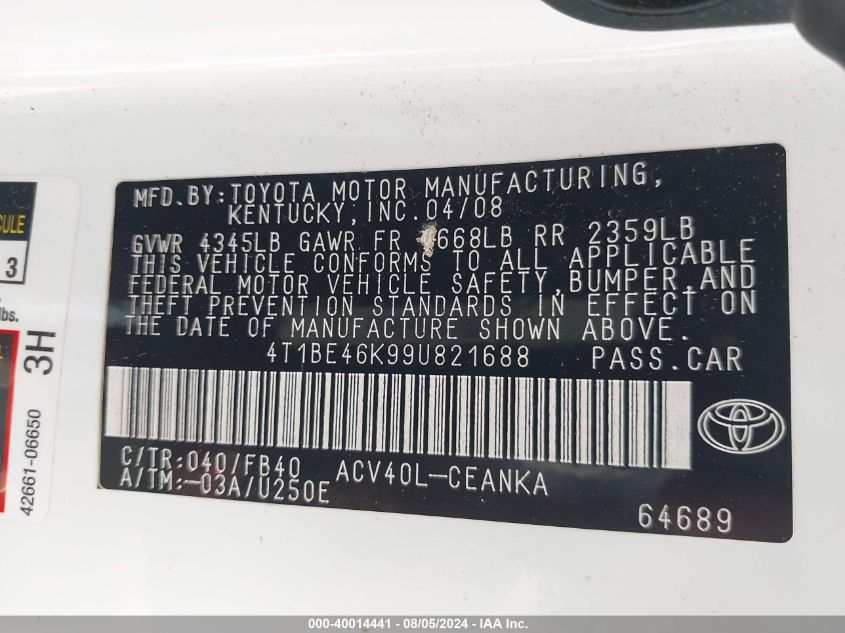 MFD.BY:TOYOTA MOTOR MANUFACTURING,
KENTUCKY,INC.04/08
GVWR 4345LB GAWR FR 668LB RR 2359LB
THIS VEHICLE CONFORMS TO ALL APPLICABLE
FEDERAL MOTOR VEHICLE SAFETY,BUMPER,AND
THEFT PREVENTION STANDARDS IN EFFECT ON
THE DATE OF MANUFACTURE SHOWN ABOVE.
4T1BE46K99U821688 PASS.CAR
C/TR:040/FB40 ACV40L-CEANKA
A/TM:-03A/U250E
64689
3
lbs.
3H
42661-06650
000-40014441 - 08/05/2024 - IAA Inc.